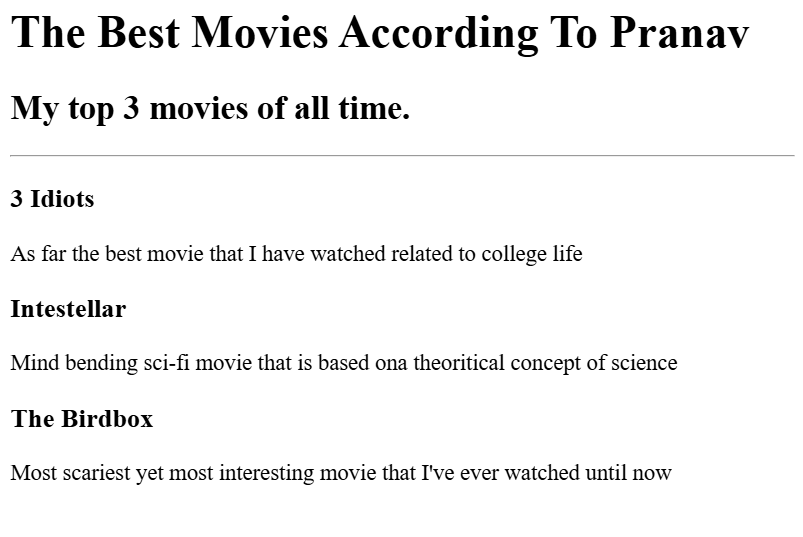 The Best Movies According To Pranav
My top 3 movies of all time.
3 Idiots
As far the best movie that I have watched related to college life
Intestellar
Mind bending sci-fi movie that is based ona theoritical concept of science
The Birdbox
Most scariest yet most interesting movie that I've ever watched until now